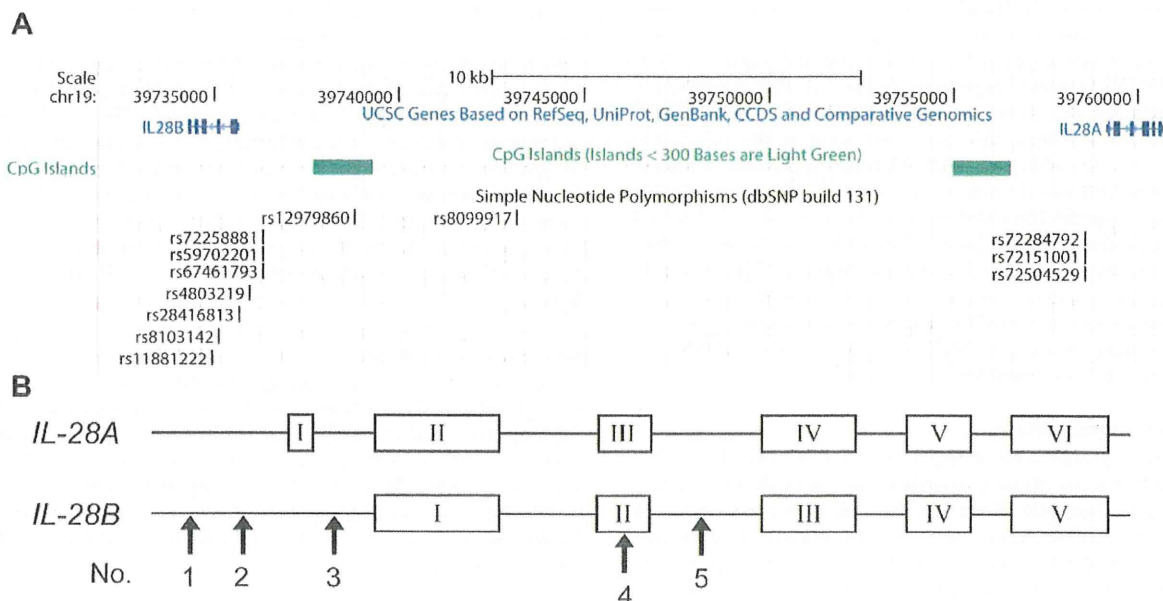 A
Scale 10 kb
chr19: 39735000 39740000 39745000 39750000 39755000 39760000
UCSC Genes Based on RefSeq, UniProt, GenBank, CCDS and Comparative Genomics
IL28B IL28A
CpG Islands (Islands < 300 Bases are Light Green)
CpG Islands
Simple Nucleotide Polymorphisms (dbSNP build 131)
rs12979860 rs8099917
rs72258881 rs72284792
rs59702201 rs72151001
rs67461793 rs72504529
rs4803219
rs28416813
rs8103142
rs11881222
B
IL-28A I II III IV V VI
IL-28B I II III IV V
No. 1 2 3 4 5